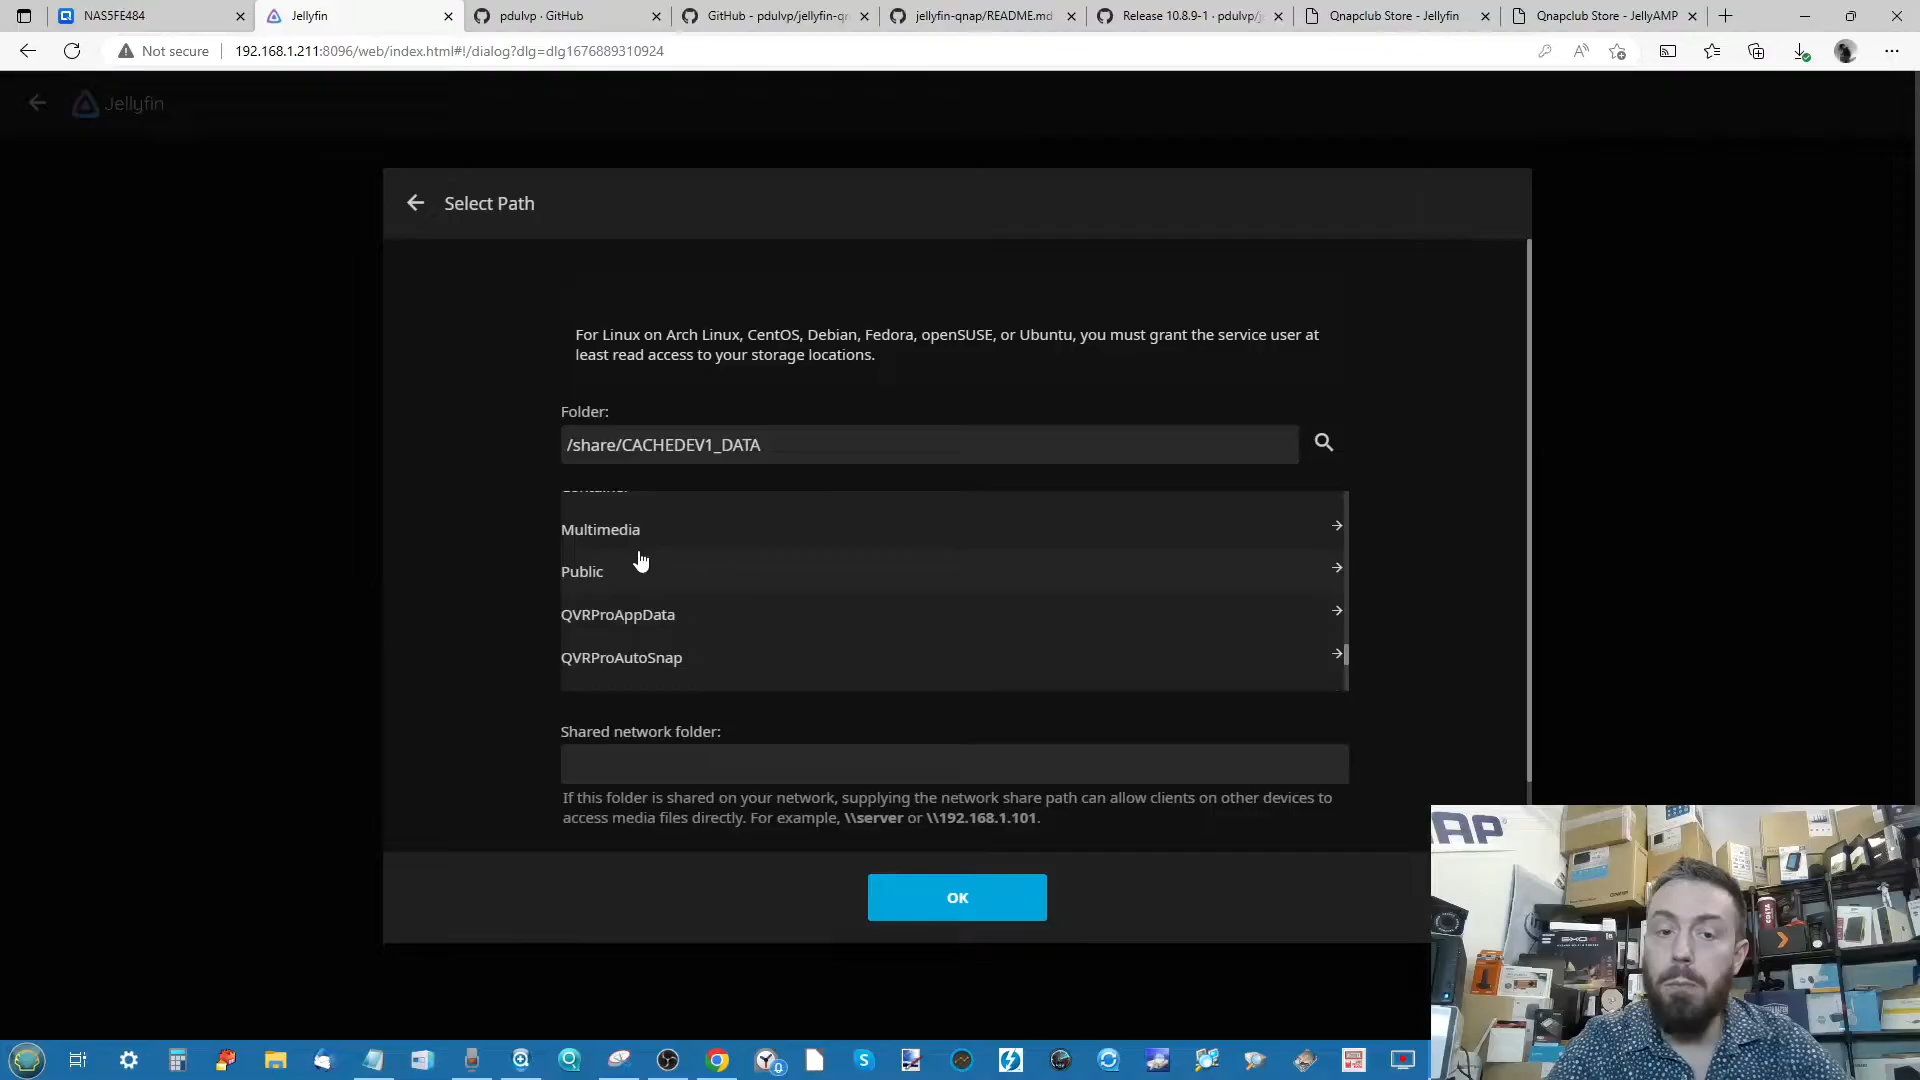 NAS5FE484
Jellyfin
pdulvp · GitHub
GitHub - pdulvp/jellyfin-q
jellyfin-qnap/README.md
Release 10.8.9-1 · pdulvp/
Qnapclub Store - Jellyfin
Qnapclub Store - JellyAMP
Not secure
192.168.1.211:8096/web/index.html#!/dialog?dlg=dlg1676889310924
Jellyfin
Select Path
For Linux on Arch Linux, CentOS, Debian, Fedora, openSUSE, or Ubuntu, you must grant the service user at
least read access to your storage locations.
Folder:
/share/CACHEDEV1_DATA
Container
Multimedia
Public
QVRProAppData
QVRProAutoSnap
Shared network folder:
If this folder is shared on your network, supplying the network share path can allow clients on other devices to
access media files directly. For example, \\server or \\192.168.1.101.
OK